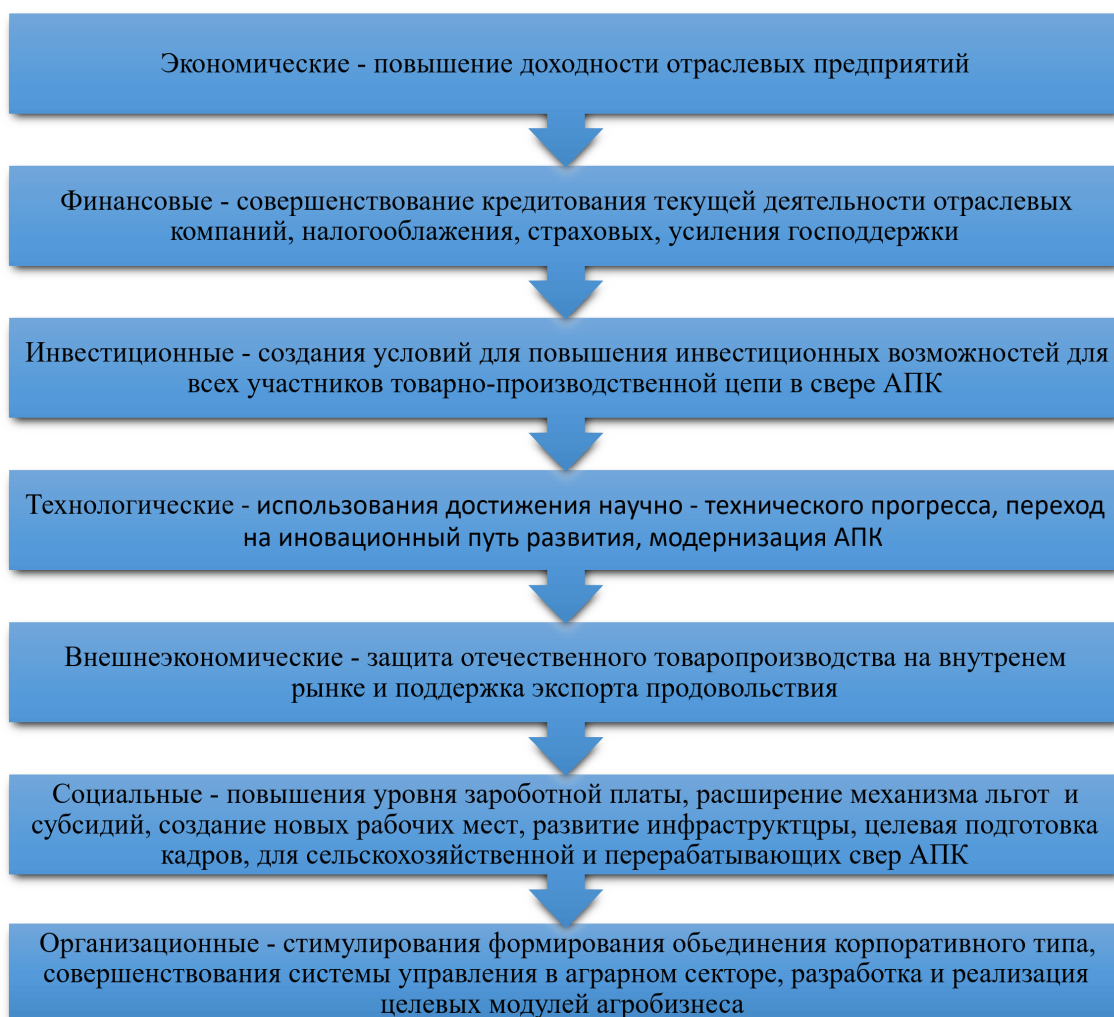 Экономические - повышение доходности отраслевых предприятий
Финансовые - совершенствование кредитования текущей деятельности отраслевых
компаний, налогооблажения, страховых, усиления господдержки
Инвестиционные - создания условий для повышения инвестиционных возможностей для
всех участников товарно-производственной цепи в свере АПК
Технологические - использования достижения научно - технического прогресса, переход
на иновационный путь развития, модернизация АПК
Внешнеэкономические - защита отечественного товаропроизводства на внутренем
рынке и поддержка экспорта продовольствия
Социальные - повышения уровня зароботной платы, расширение механизма льгот  и
субсидий, создание новых рабочих мест, развитие инфраструктцры, целевая подготовка
кадров, для сельскохозяйственной и перерабатывающих свер АПК
Организационные - стимулирования формирования обьединения корпоративного типа,
совершенствования системы управления в аграрном секторе, разработка и реализация
целевых модулей агробизнеса